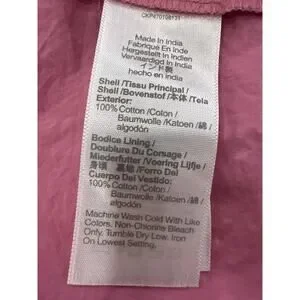 Made In India
Fabriqué En Inde
Hergestellt In Indien
Vervaardigd In India
インド製
hecho en india
Shell /Tissu Principal /
Shell /Bovenstof /本体 /Tela
Exterior:
100% Cotton /Coton /
Baumwolle /Katoen /綿 /
algodón
Bodice Lining /
Doublure Du Corsage /
Miederfutter /Voering Lijfje /
身頃 裏地 /Forro Del
Cuerpo Del Vestido:
100% Cotton /Coton /
Baumwolle /Katoen /綿 /
algodón
Machine Wash Cold With Like
Colors. Non-Chlorine Bleach
Only. Tumble Dry Low. Iron
On Lowest Setting.